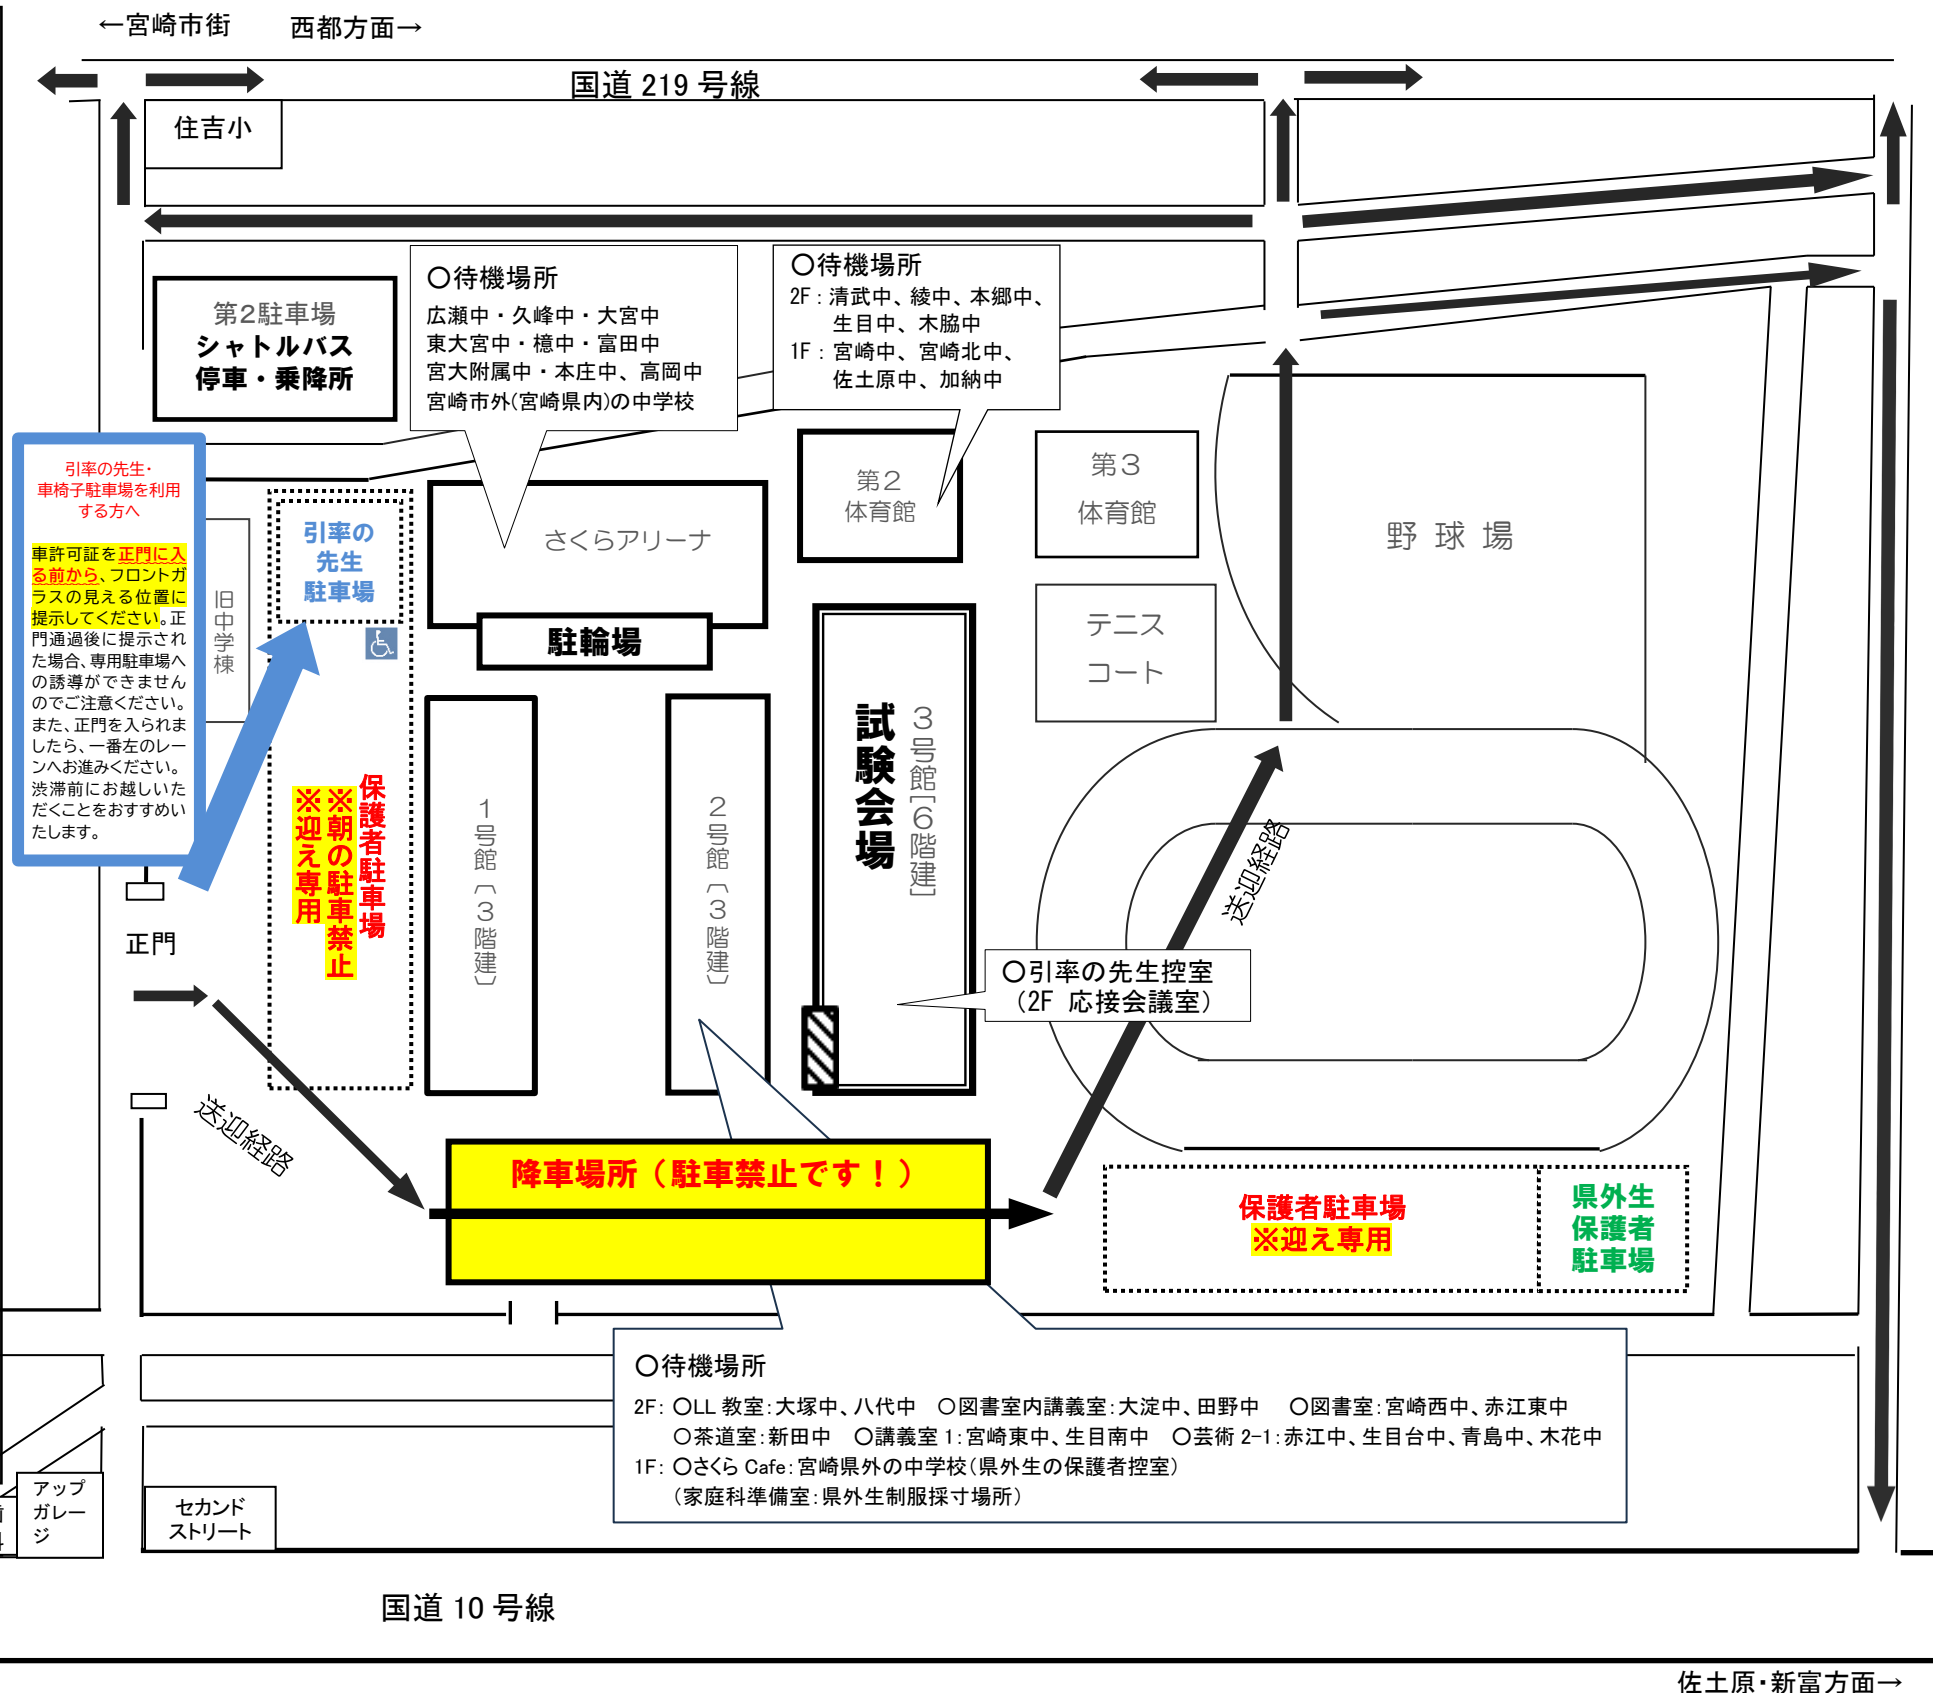 ←宮崎市街　　西都方面→
国道 219 号線
住吉小
第2駐車場
シャトルバス
停車・乗降所
〇待機場所
広瀬中・久峰中・大宮中
東大宮中・檍中・富田中
宮大附属中・本庄中、高岡中
宮崎市外(宮崎県内)の中学校
〇待機場所
2F：清武中、綾中、本郷中、
生目中、木脇中
1F：宮崎中、宮崎北中、
佐土原中、加納中
引率の先生・
車椅子駐車場を利用
する方へ
車許可証を正門に入
る前から、フロントガ
ラスの見える位置に
提示してください。正
門通過後に提示され
た場合、専用駐車場へ
の誘導ができません
のでご注意ください。
また、正門を入られま
したら、一番左のレー
ンへお進みください。
渋滞前にお越しいた
だくことをおすすめい
たします。
旧中学棟
引率の
先生
駐車場
さくらアリーナ
駐輪場
第2
体育館
第3
体育館
テニス
コート
野球場
保護者駐車場
※朝の駐車禁止
※迎え専用
1号館〔3階建〕
2号館〔3階建〕
3号館[6階建]
試験会場
正門
送迎経路
送迎経路
〇引率の先生控室
（2F 応接会議室）
降車場所（駐車禁止です！）
保護者駐車場
※迎え専用
県外生
保護者
駐車場
〇待機場所
2F：〇LL 教室：大塚中、八代中　〇図書室内講義室：大淀中、田野中　〇図書室：宮崎西中、赤江東中
〇茶道室：新田中　〇講義室 1：宮崎東中、生目南中　〇芸術 2-1：赤江中、生目台中、青島中、木花中
1F：〇さくら Cafe：宮崎県外の中学校（県外生の保護者控室）
（家庭科準備室：県外生制服採寸場所）
アップ
ガレー
ジ
セカンド
ストリート
国道 10 号線
佐土原・新富方面→